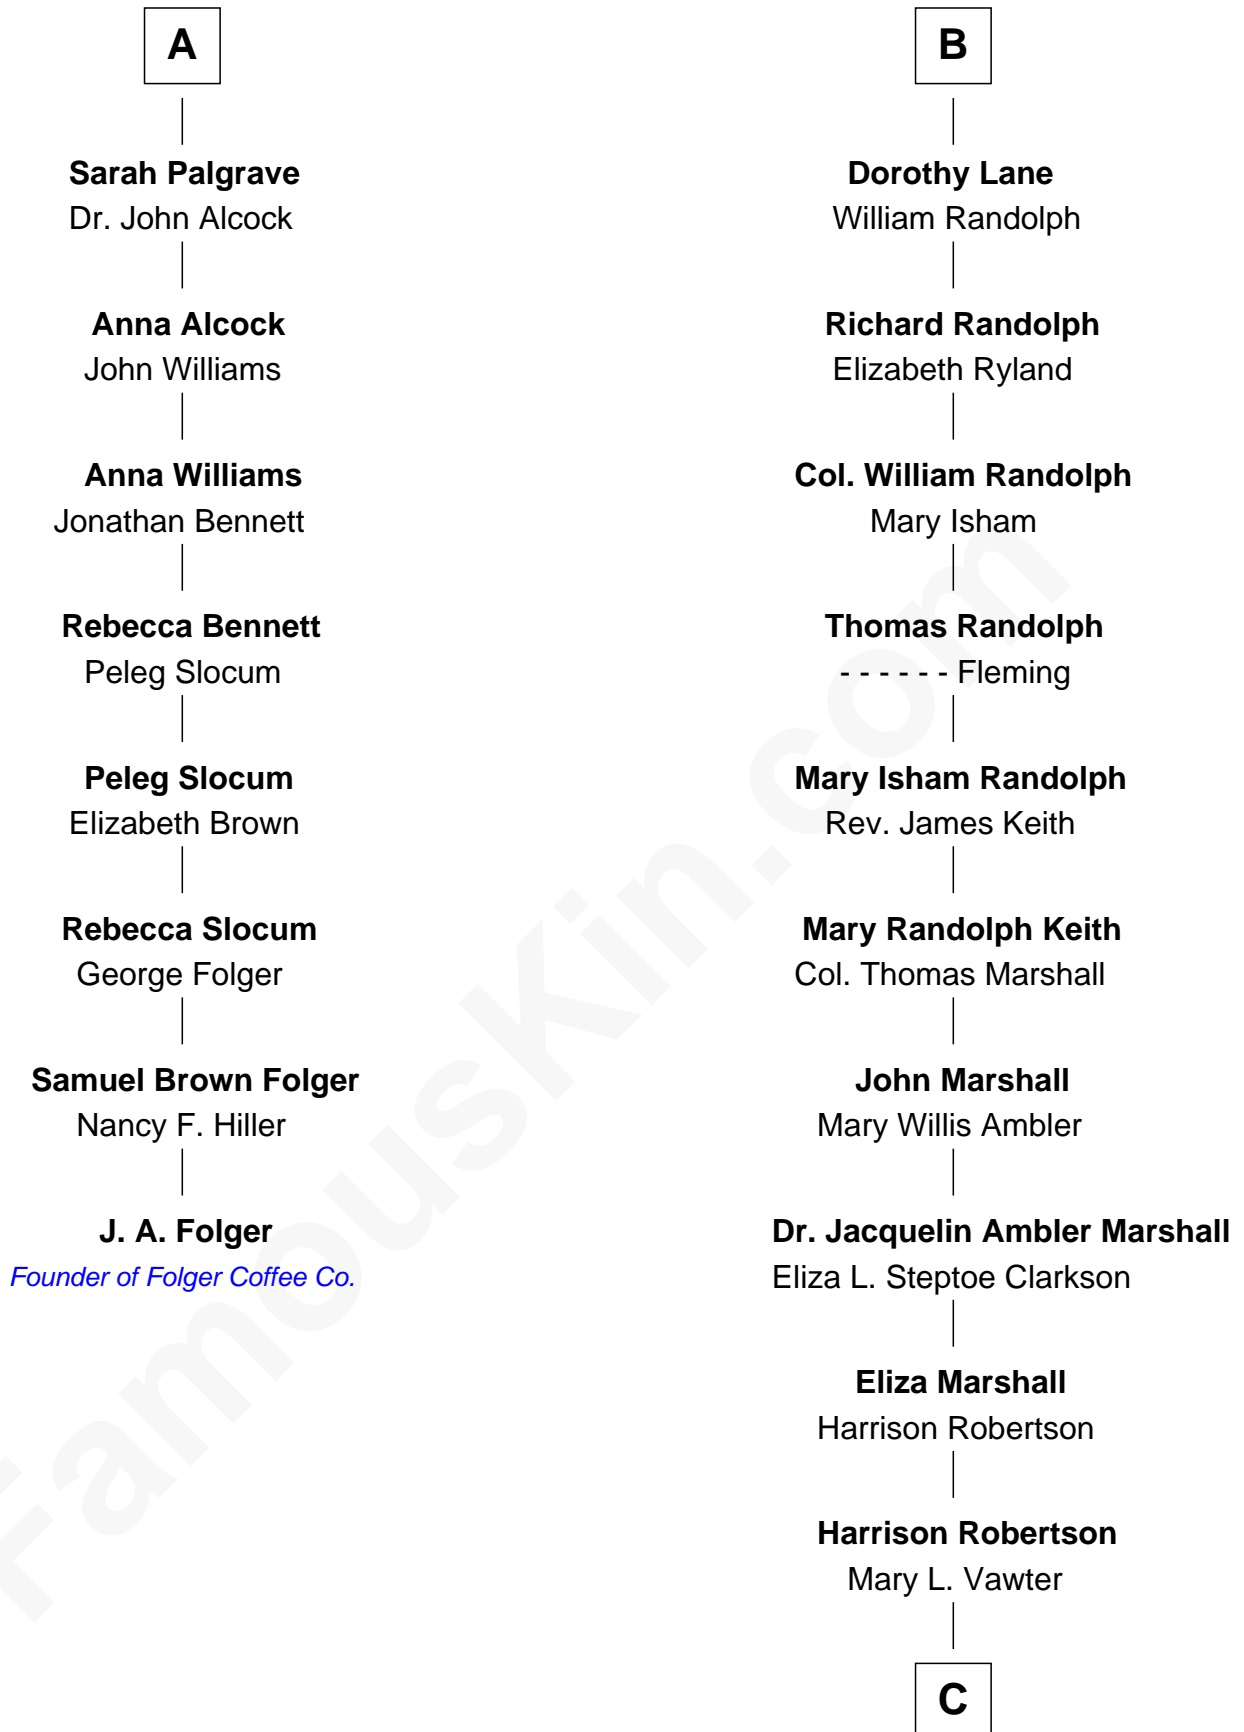 A
Sarah Palgrave
Dr. John Alcock
Anna Alcock
John Williams
Anna Williams
Jonathan Bennett
Rebecca Bennett
Peleg Slocum
Peleg Slocum
Elizabeth Brown
Rebecca Slocum
George Folger
Samuel Brown Folger
Nancy F. Hiller
J. A. Folger
Founder of Folger Coffee Co.
B
Dorothy Lane
William Randolph
Richard Randolph
Elizabeth Ryland
Col. William Randolph
Mary Isham
Thomas Randolph
- - - - - - Fleming
Mary Isham Randolph
Rev. James Keith
Mary Randolph Keith
Col. Thomas Marshall
John Marshall
Mary Willis Ambler
Dr. Jacquelin Ambler Marshall
Eliza L. Steptoe Clarkson
Eliza Marshall
Harrison Robertson
Harrison Robertson
Mary L. Vawter
C
FamousKin.com